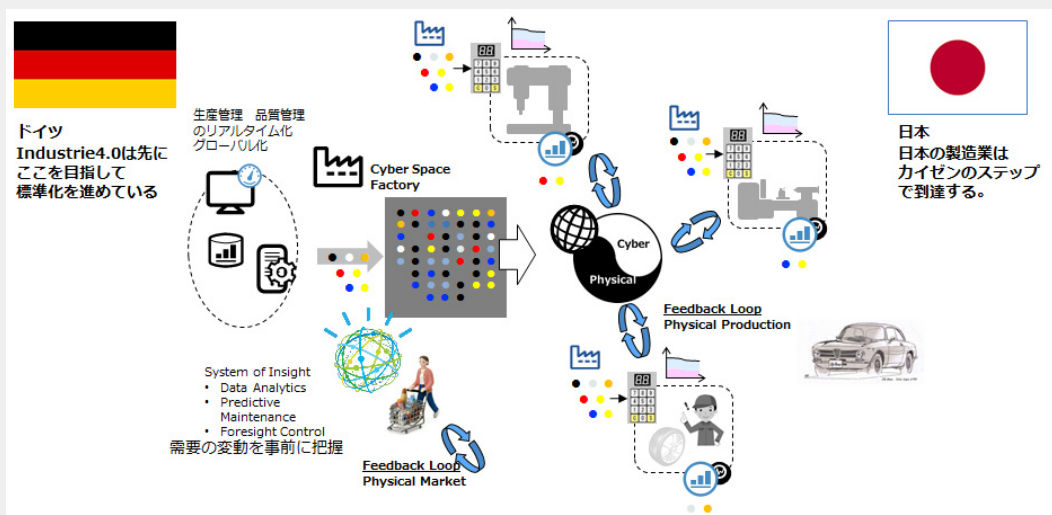 ドイツ
Industrie4.0は先に
ここを目指して
標準化を進めている
生産管理 品質管理
のリアルタイム化
グローバル化
Cyber Space
Factory
System of Insight
• Data Analytics
• Predictive
Maintenance
• Foresight Control
需要の変動を事前に把握
Feedback Loop
Physical Market
Cyber
Physical
Feedback Loop
Physical Production
日本
日本の製造業は
カイゼンのステップ
で到達する。